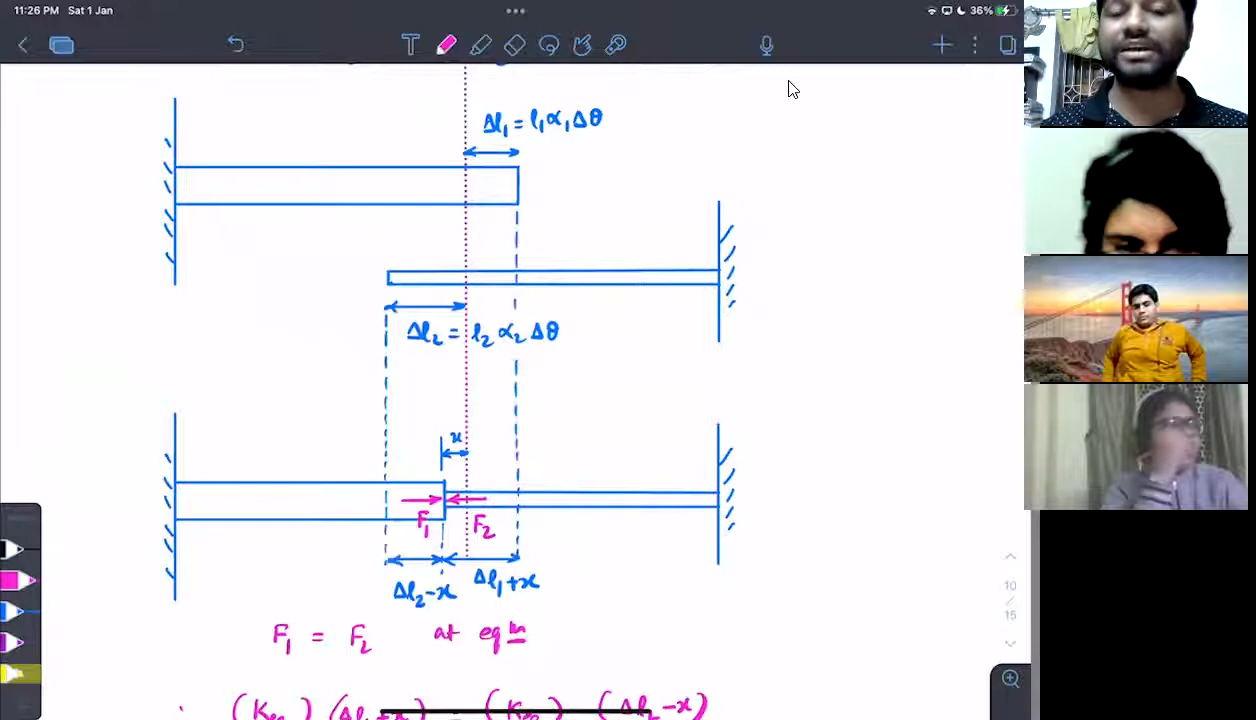 11:26 PM Sat 1 Jan
36%
Δl₁ = l₁α₁Δθ
Δl₂ = l₂α₂Δθ
x
F₁ F₂
Δl₂-x Δl₁+x
10
/
15
F₁ = F₂ at eqm